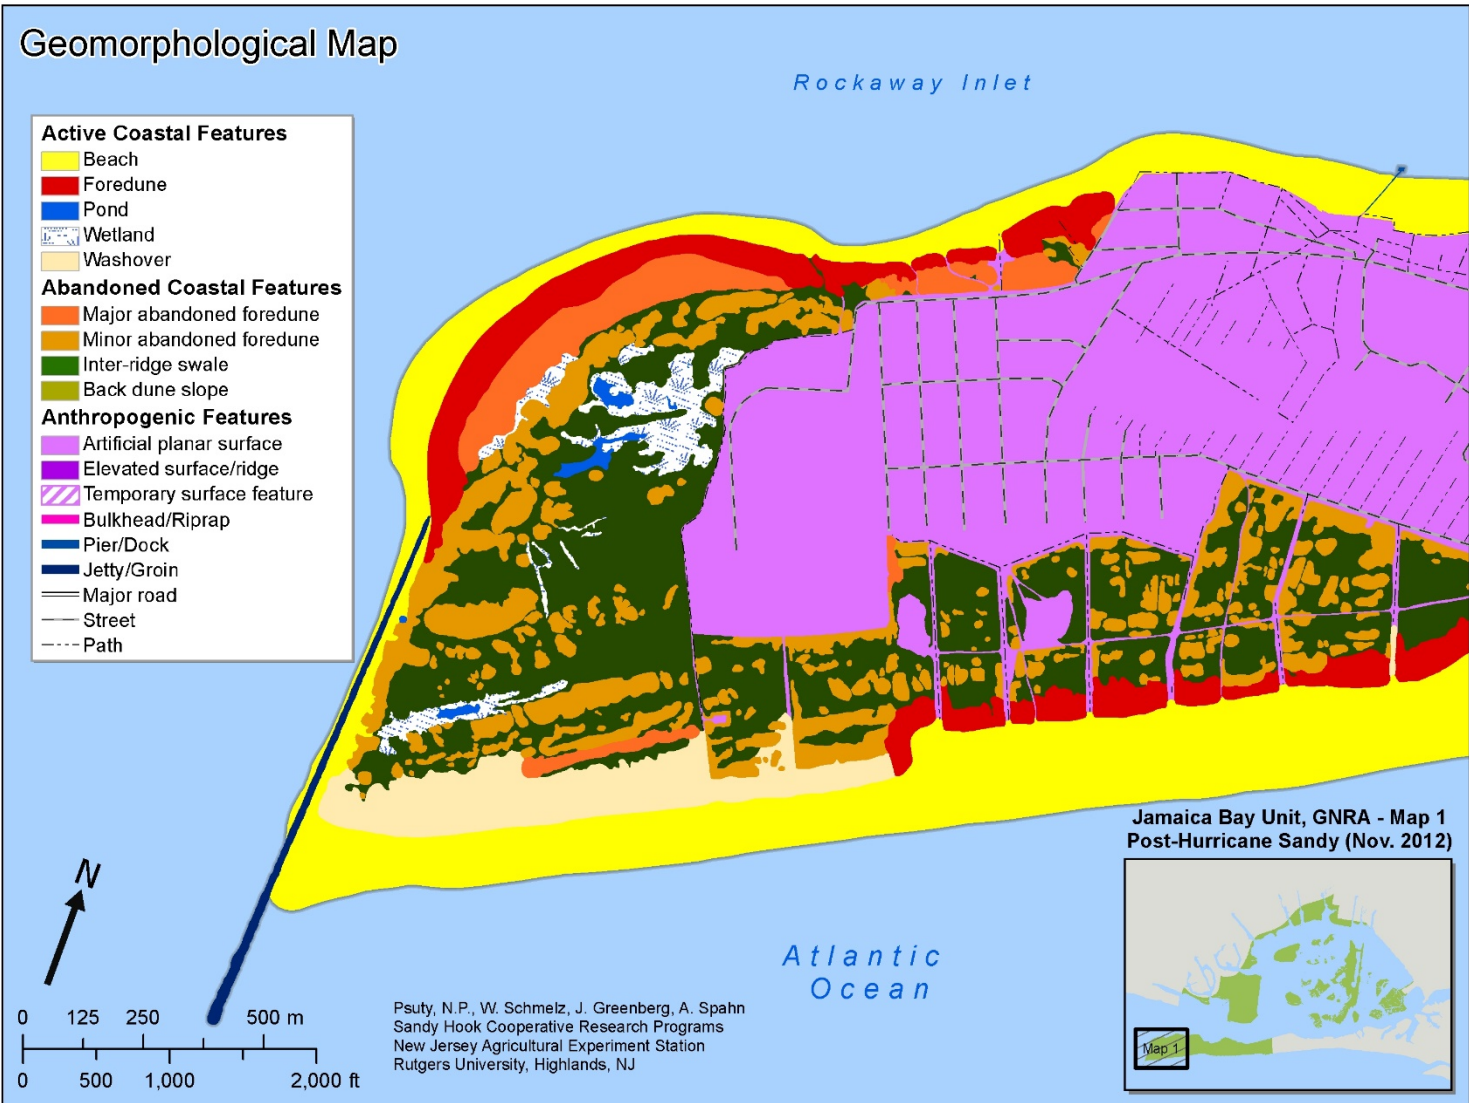 Geomorphological Map
Rockaway Inlet
Active Coastal Features
Beach
Foredune
Pond
Wetland
Washover
Abandoned Coastal Features
Major abandoned foredune
Minor abandoned foredune
Inter-ridge swale
Back dune slope
Anthropogenic Features
Artificial planar surface
Elevated surface/ridge
Temporary surface feature
Bulkhead/Riprap
Pier/Dock
Jetty/Groin
Major road
Street
Path
Jamaica Bay Unit, GNRA - Map 1
Post-Hurricane Sandy (Nov. 2012)
Map 1
N
Atlantic
Ocean
0 125 250 500 m
0 500 1,000 2,000 ft
Psuty, N.P., W. Schmelz, J. Greenberg, A. Spahn
Sandy Hook Cooperative Research Programs
New Jersey Agricultural Experiment Station
Rutgers University, Highlands, NJ